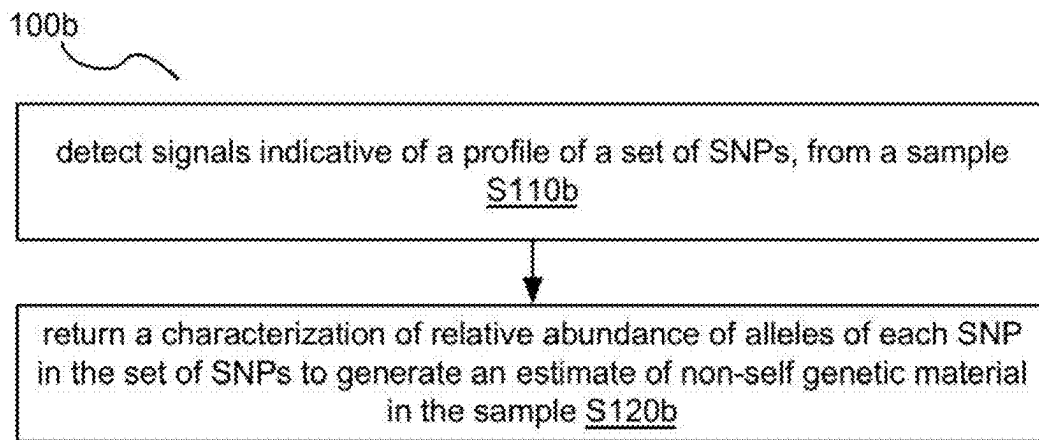 100b
detect signals indicative of a profile of a set of SNPs, from a sample
S110b
return a characterization of relative abundance of alleles of each SNP
in the set of SNPs to generate an estimate of non-self genetic material
in the sample S120b